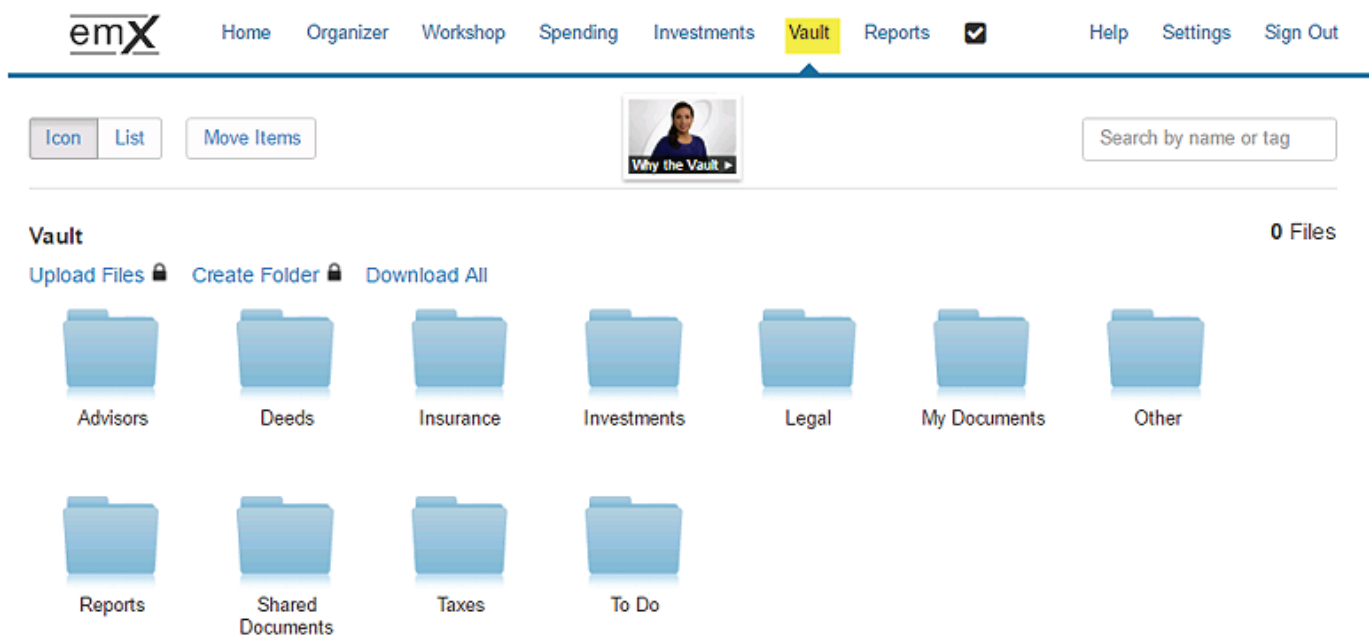 emX Home Organizer Workshop Spending Investments Vault Reports Help Settings Sign Out
Icon List Move Items Why the Vault Search by name or tag
Vault 0 Files
Upload Files Create Folder Download All
Advisors Deeds Insurance Investments Legal My Documents Other
Reports Shared Documents Taxes To Do